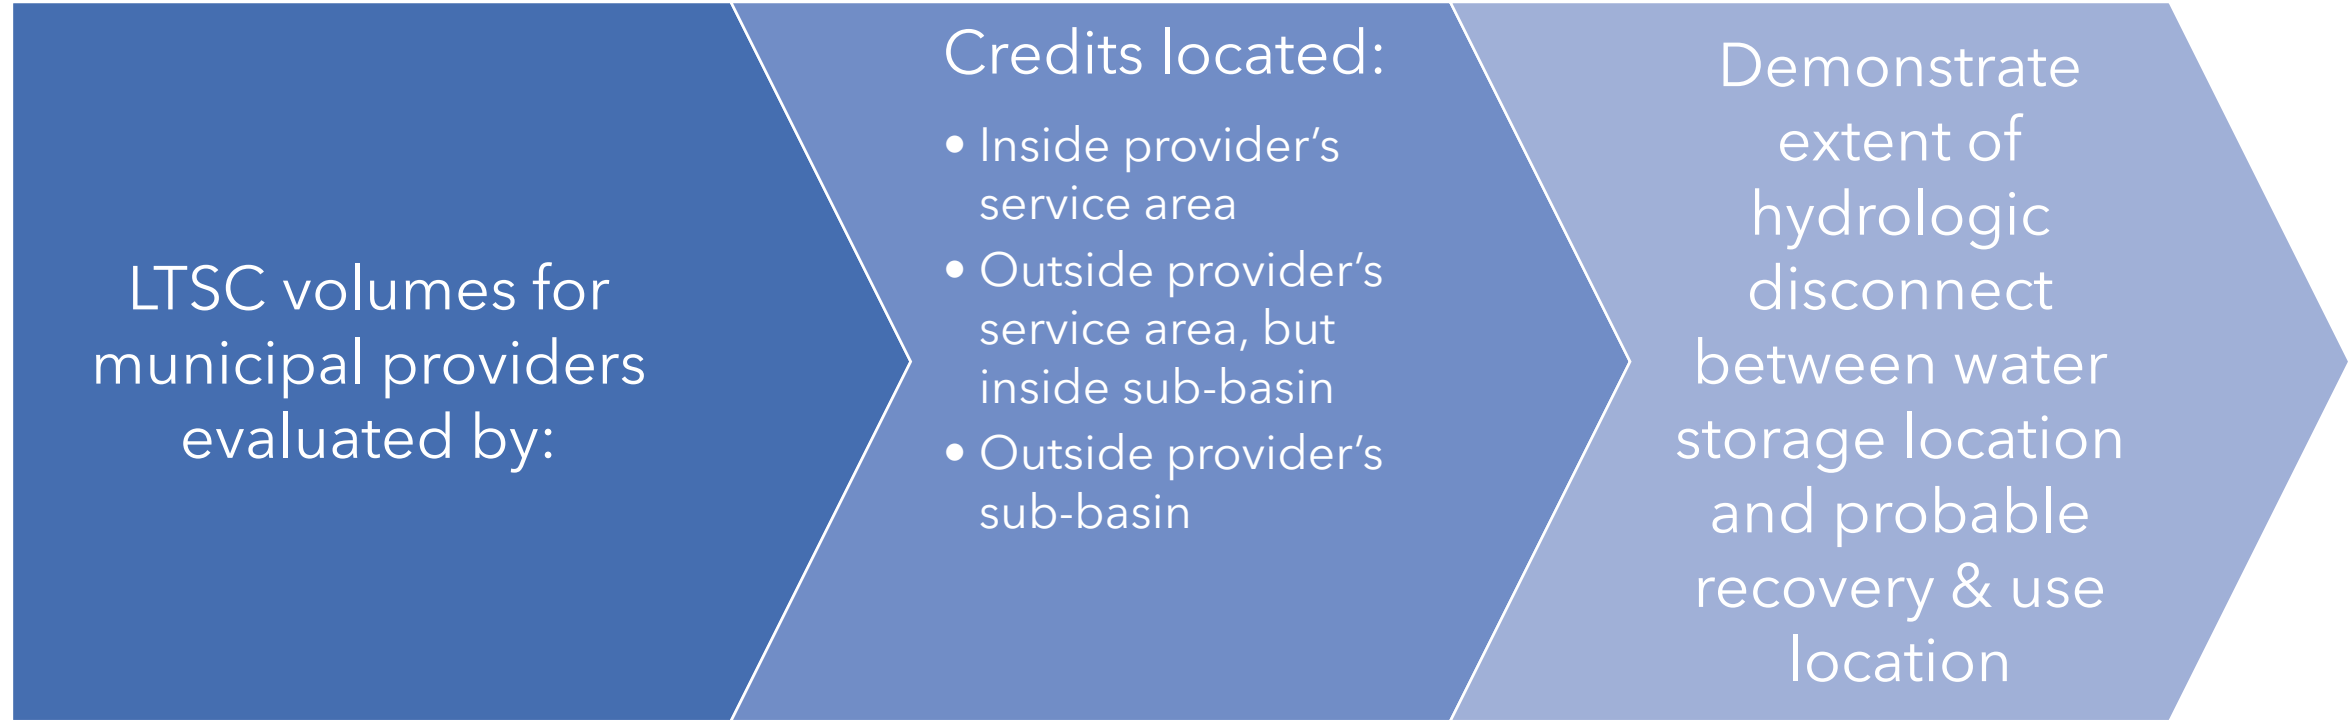 LTSC volumes for
municipal providers
evaluated by:
Credits located:
• Inside provider’s
service area
• Outside provider’s
service area, but
inside sub-basin
• Outside provider’s
sub-basin
Demonstrate
extent of
hydrologic
disconnect
between water
storage location
and probable
recovery & use
location